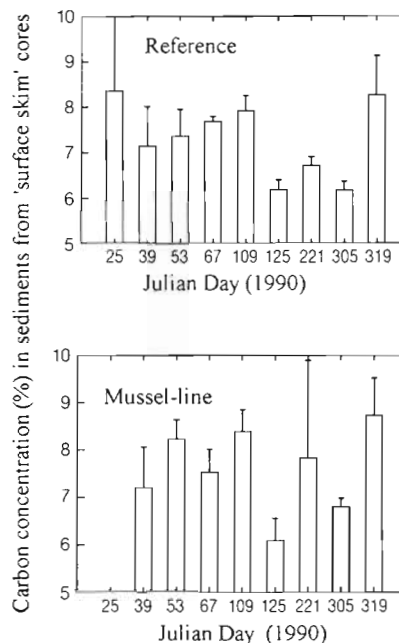 Carbon concentration (%) in sediments from 'surface skim' cores
Reference
10
9
8
7
6
5
25 39 53 67 109 125 221 305 319
Julian Day (1990)
Mussel-line
10
9
8
7
6
5
25 39 53 67 109 125 221 305 319
Julian Day (1990)